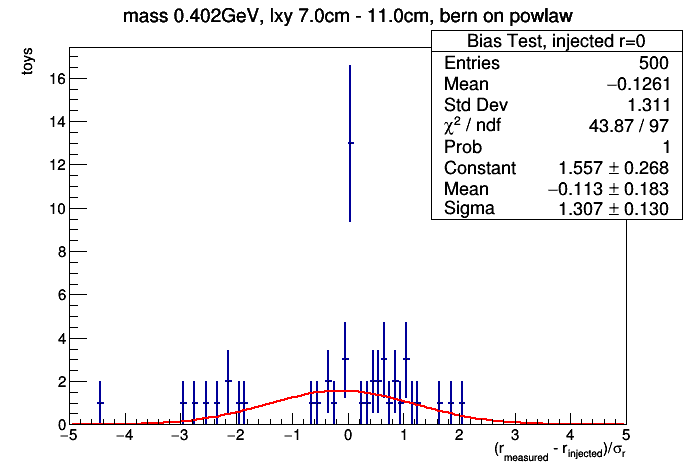 mass 0.402GeV, lxy 7.0cm - 11.0cm, bern on powlaw
Bias Test, injected r=0
Entries 500
Mean −0.1261
Std Dev 1.311
χ² / ndf 43.87 / 97
Prob 1
Constant 1.557 ± 0.268
Mean −0.113 ± 0.183
Sigma 1.307 ± 0.130
toys
16
14
12
10
8
6
4
2
0
−5 −4 −3 −2 −1 0 1 2 3 4 5
(r_measured - r_injected)/σ_r